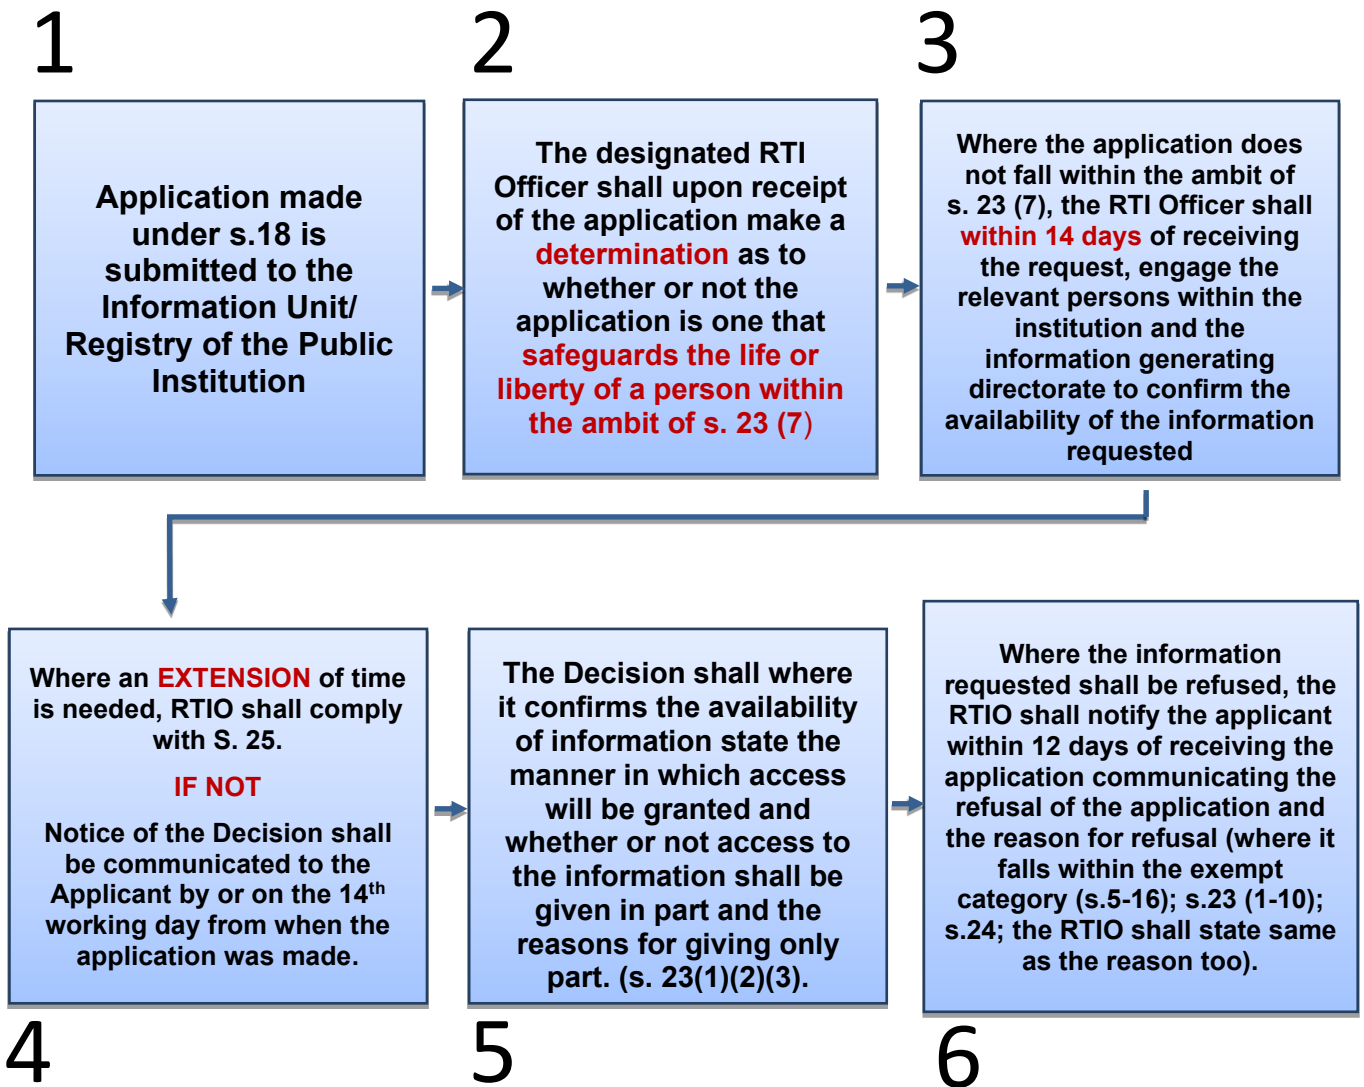 1
2
3
Application made
under s.18 is
submitted to the
Information Unit/
Registry of the Public
Institution
The designated RTI
Officer shall upon receipt
of the application make a
determination as to
whether or not the
application is one that
safeguards the life or
liberty of a person within
the ambit of s. 23 (7)
Where the application does
not fall within the ambit of
s. 23 (7), the RTI Officer shall
within 14 days of receiving
the request, engage the
relevant persons within the
institution and the
information generating
directorate to confirm the
availability of the information
requested
Where an EXTENSION of time
is needed, RTIO shall comply
with S. 25.
IF NOT
Notice of the Decision shall
be communicated to the
Applicant by or on the 14th
working day from when the
application was made.
The Decision shall where
it confirms the availability
of information state the
manner in which access
will be granted and
whether or not access to
the information shall be
given in part and the
reasons for giving only
part. (s. 23(1)(2)(3).
Where the information
requested shall be refused, the
RTIO shall notify the applicant
within 12 days of receiving the
application communicating the
refusal of the application and
the reason for refusal (where it
falls within the exempt
category (s.5-16); s.23 (1-10);
s.24; the RTIO shall state same
as the reason too).
4
5
6